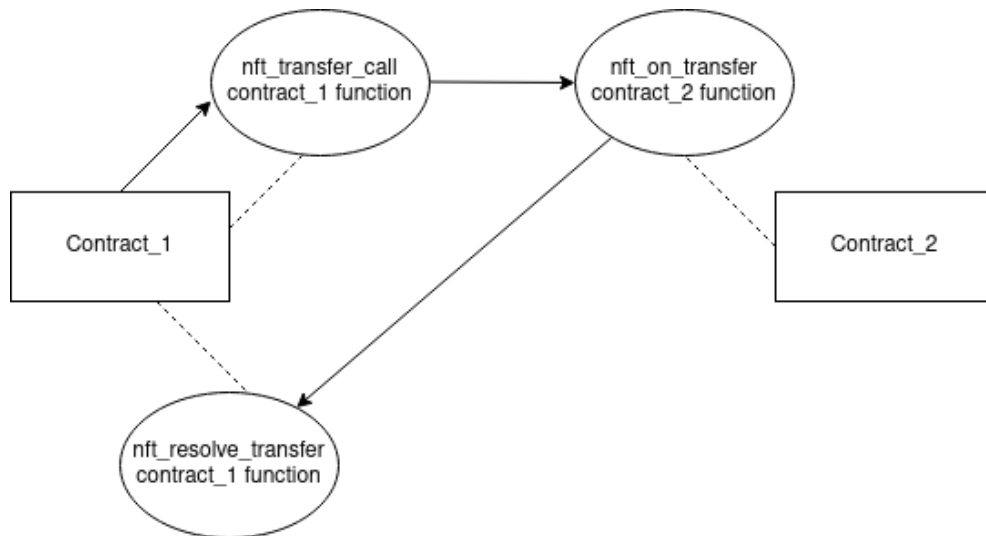 nft_transfer_call
contract_1 function
nft_on_transfer
contract_2 function
Contract_1
Contract_2
nft_resolve_transfer
contract_1 function